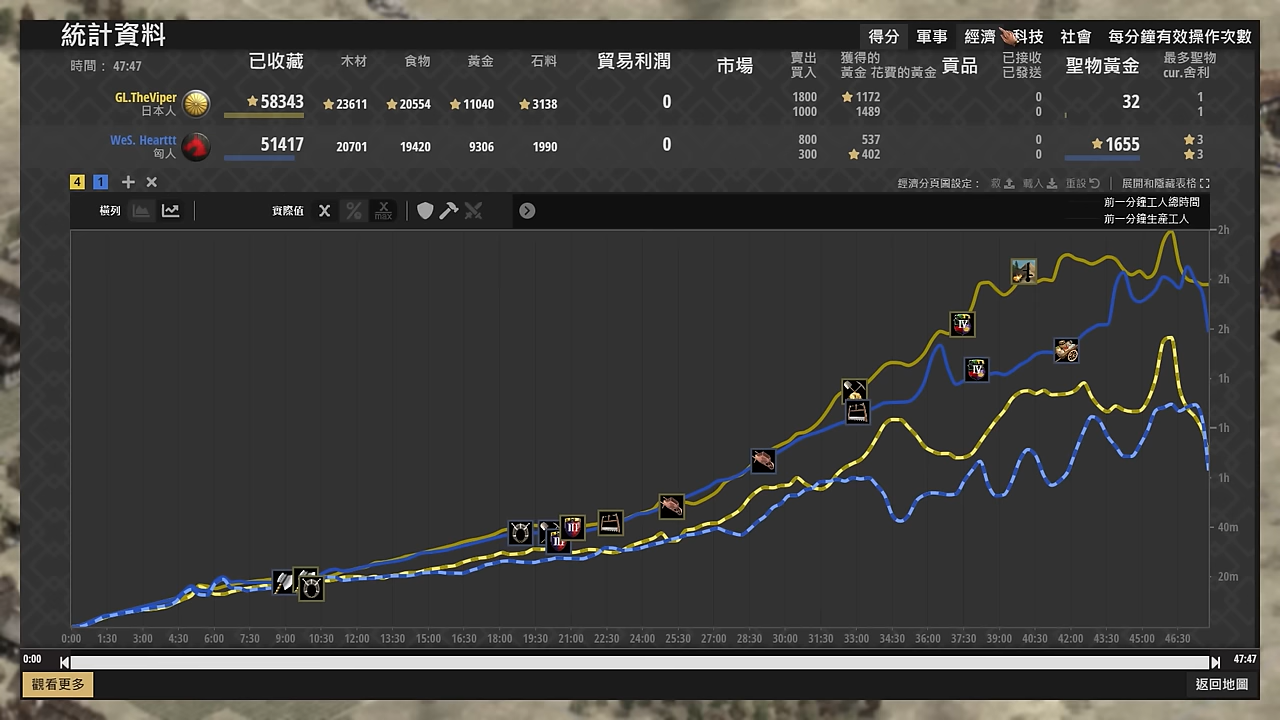 統計資料
得分 軍事 經濟 科技 社會 每分鐘有效操作次數
時間： 47:47
已收藏 木材 食物 黃金 石料 貿易利潤 市場 賣出 買入 獲得的黃金 花費的黃金 貢品 已接收 已發送 聖物黃金 最多聖物 cur.舍利
GL.TheViper
日本人
58343 23611 20554 11040 3138 0 1800 1000 1172 1489 0 0 32 1 1
WeS. Hearttt
匈人
51417 20701 19420 9306 1990 0 800 300 537 402 0 0 1655 3 3
4 1
經濟分頁圖設定： 救 載入 重設 展開和隱藏表格
橫列 實際值 X % X max
前一分鐘工人總時間
前一分鐘生產工人
2h
2h
2h
1h
1h
1h
40m
20m
IV
IV
III
III
0:00 1:30 3:00 4:30 6:00 7:30 9:00 10:30 12:00 13:30 15:00 16:30 18:00 19:30 21:00 22:30 24:00 25:30 27:00 28:30 30:00 31:30 33:00 34:30 36:00 37:30 39:00 40:30 42:00 43:30 45:00 46:30
0:00 47:47
觀看更多 返回地圖